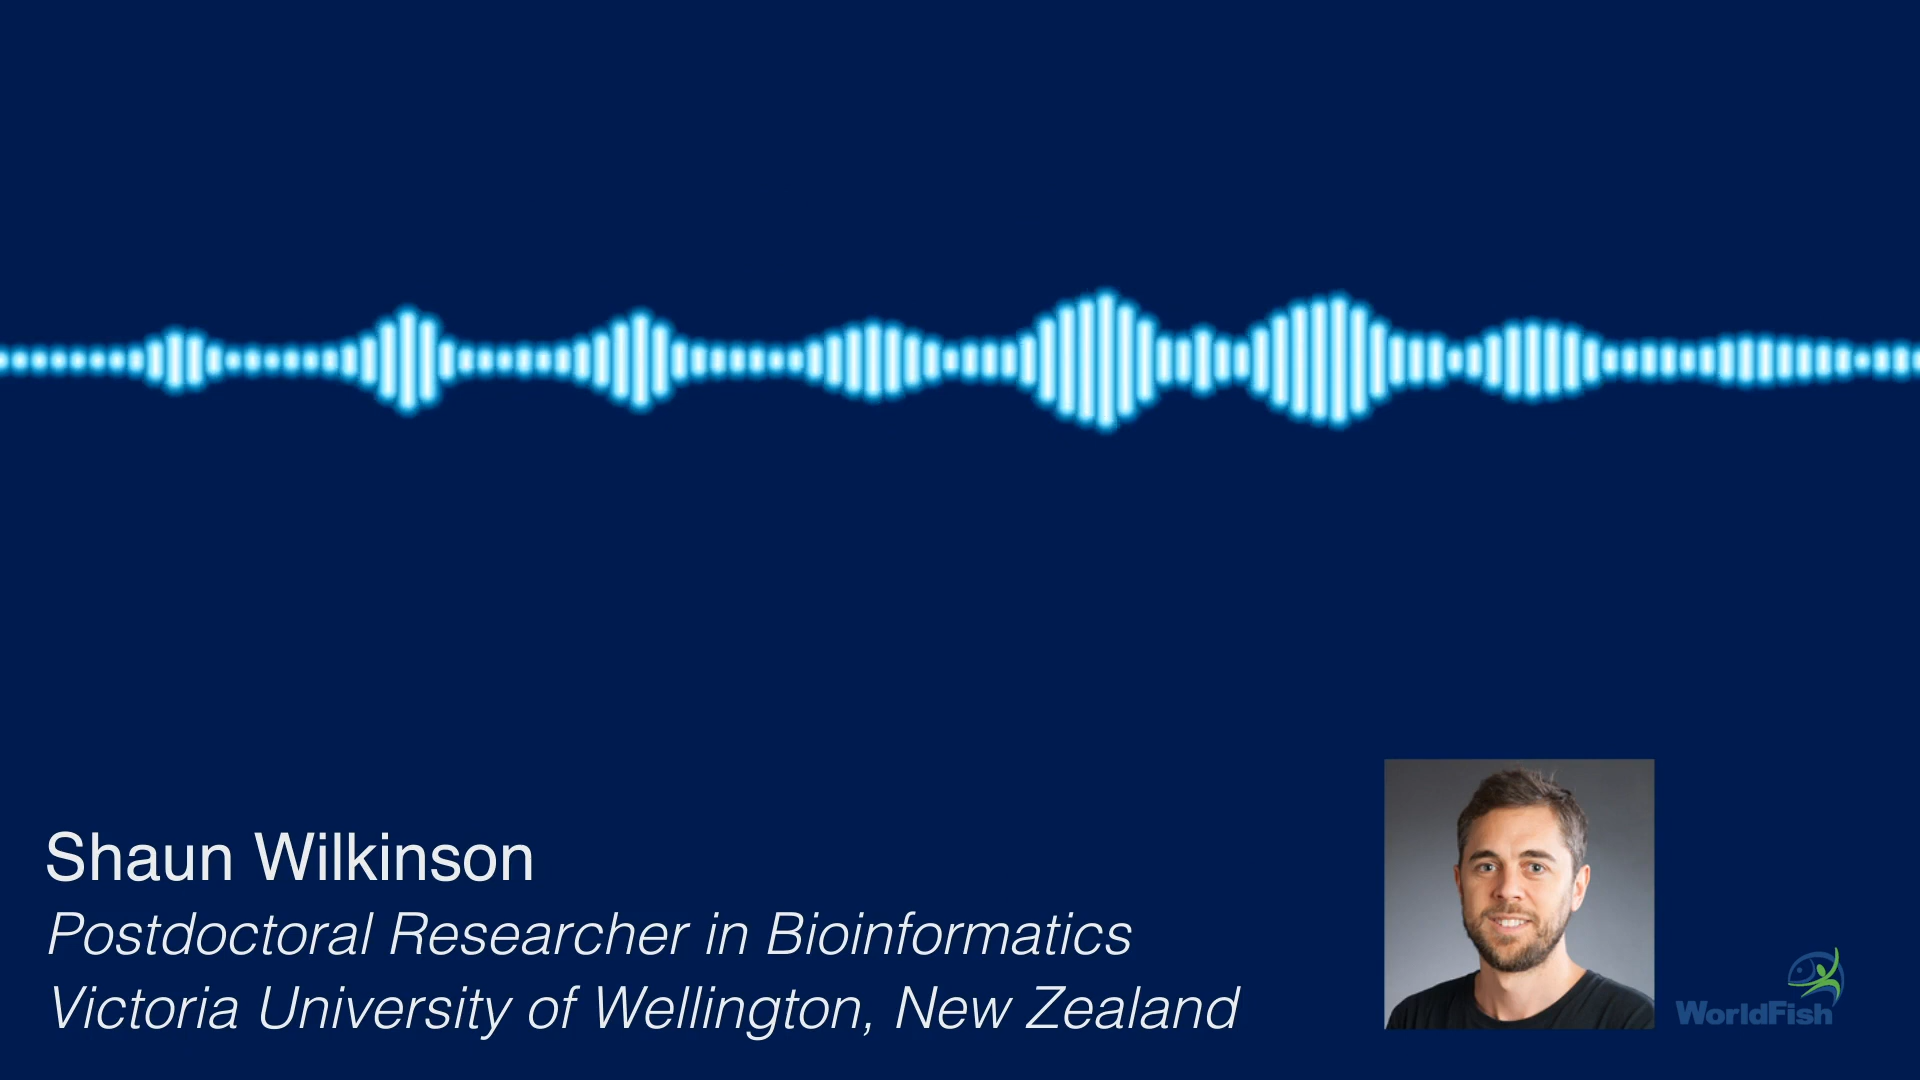 Shaun Wilkinson
Postdoctoral Researcher in Bioinformatics
Victoria University of Wellington, New Zealand
WorldFish